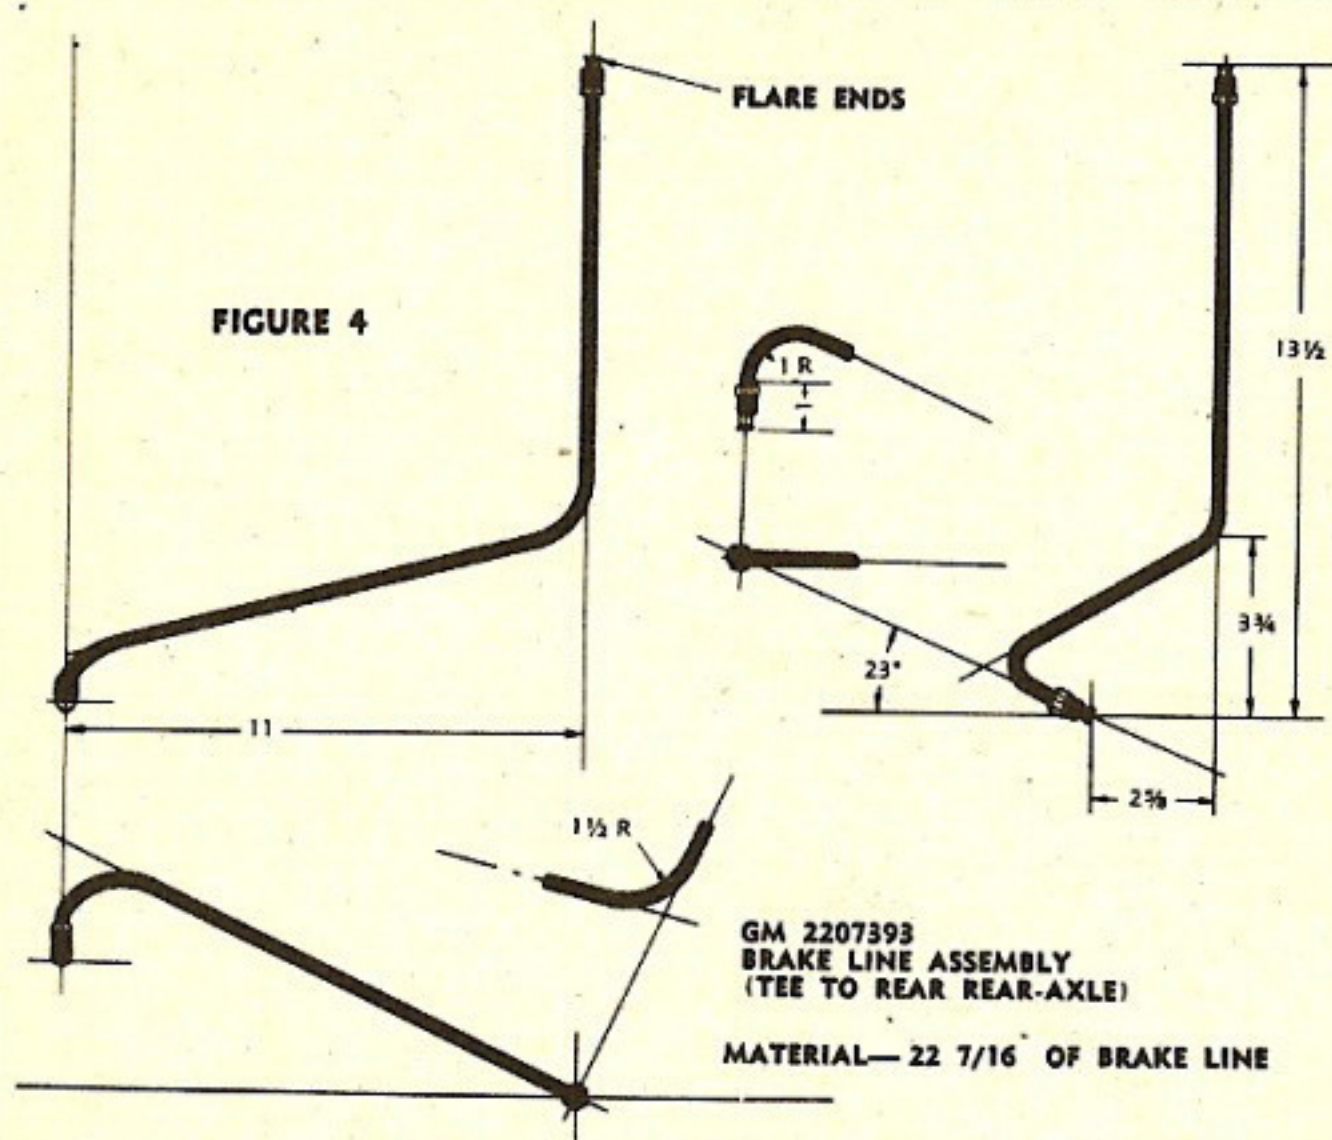 FLARE ENDS
FIGURE 4
13½
1 R
1
3¾
23°
11
2⅝
1½ R
GM 2207393
BRAKE LINE ASSEMBLY
(TEE TO REAR REAR-AXLE)
MATERIAL— 22 7/16 OF BRAKE LINE